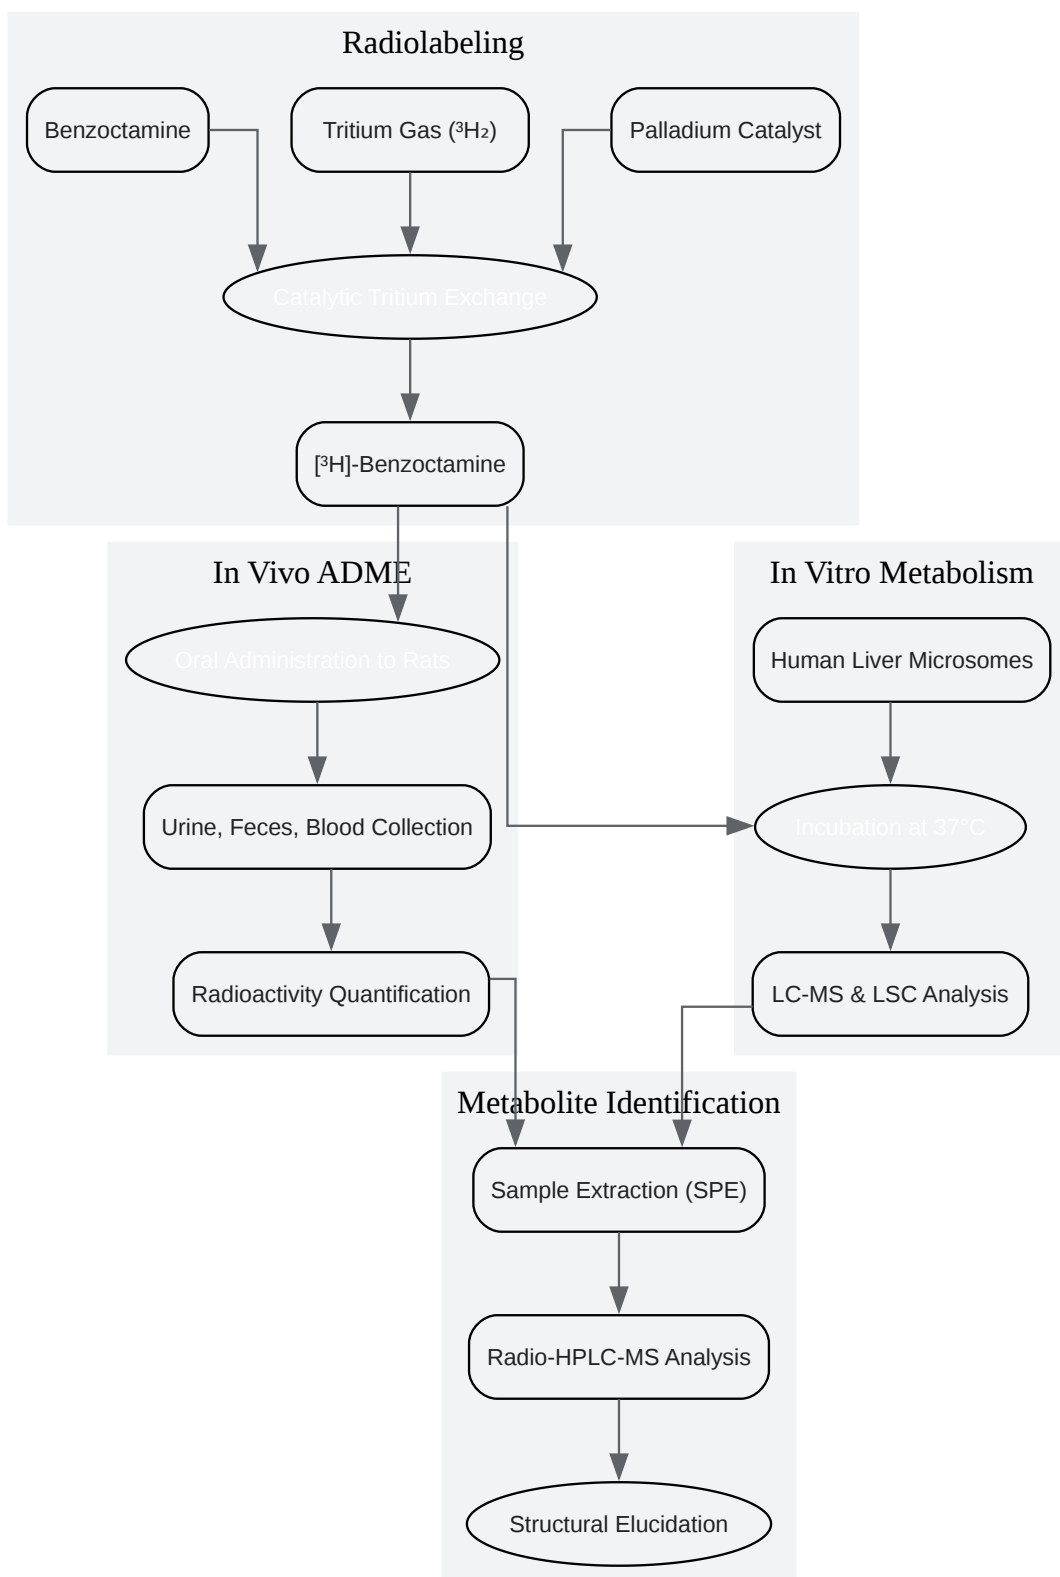 Radiolabeling
Benzoctamine
Tritium Gas (³H₂)
Palladium Catalyst
Catalytic Tritium Exchange
[³H]-Benzoctamine
In Vivo ADME
In Vitro Metabolism
Oral Administration to Rats
Human Liver Microsomes
Urine, Feces, Blood Collection
Incubation at 37°C
Radioactivity Quantification
LC-MS & LSC Analysis
Metabolite Identification
Sample Extraction (SPE)
Radio-HPLC-MS Analysis
Structural Elucidation